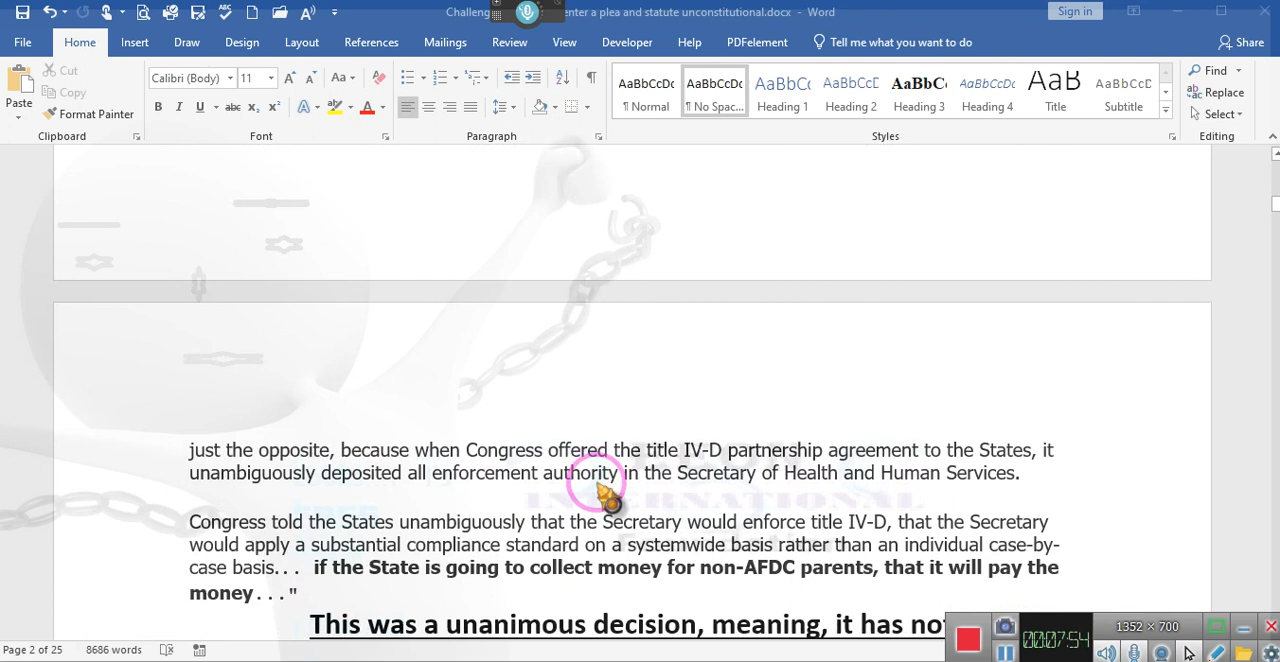 Challeng enter a plea and statute unconstitutional.docx - Word
Sign in
File Home Insert Draw Design Layout References Mailings Review View Developer Help PDFelement Tell me what you want to do Share
Paste
Cut
Copy
Format Painter
Clipboard
Calibri (Body) 11
Font
Paragraph
AaBbCcDc AaBbCcDc AaBbCcD AaBbCcD AaBbCc AaBbCcD AaB AaBbCcD
¶ Normal ¶ No Spac... Heading 1 Heading 2 Heading 3 Heading 4 Title Subtitle
Styles
Find
Replace
Select
Editing
just the opposite, because when Congress offered the title IV-D partnership agreement to the States, it
unambiguously deposited all enforcement authority in the Secretary of Health and Human Services.
INTERNATIONAL
Congress told the States unambiguously that the Secretary would enforce title IV-D, that the Secretary
would apply a substantial compliance standard on a systemwide basis rather than an individual case-by-
case basis. . . if the State is going to collect money for non-AFDC parents, that it will pay the
money . . . "
This was a unanimous decision, meaning, it has not
00:07:54
1352 × 700
Page 2 of 25 8686 words